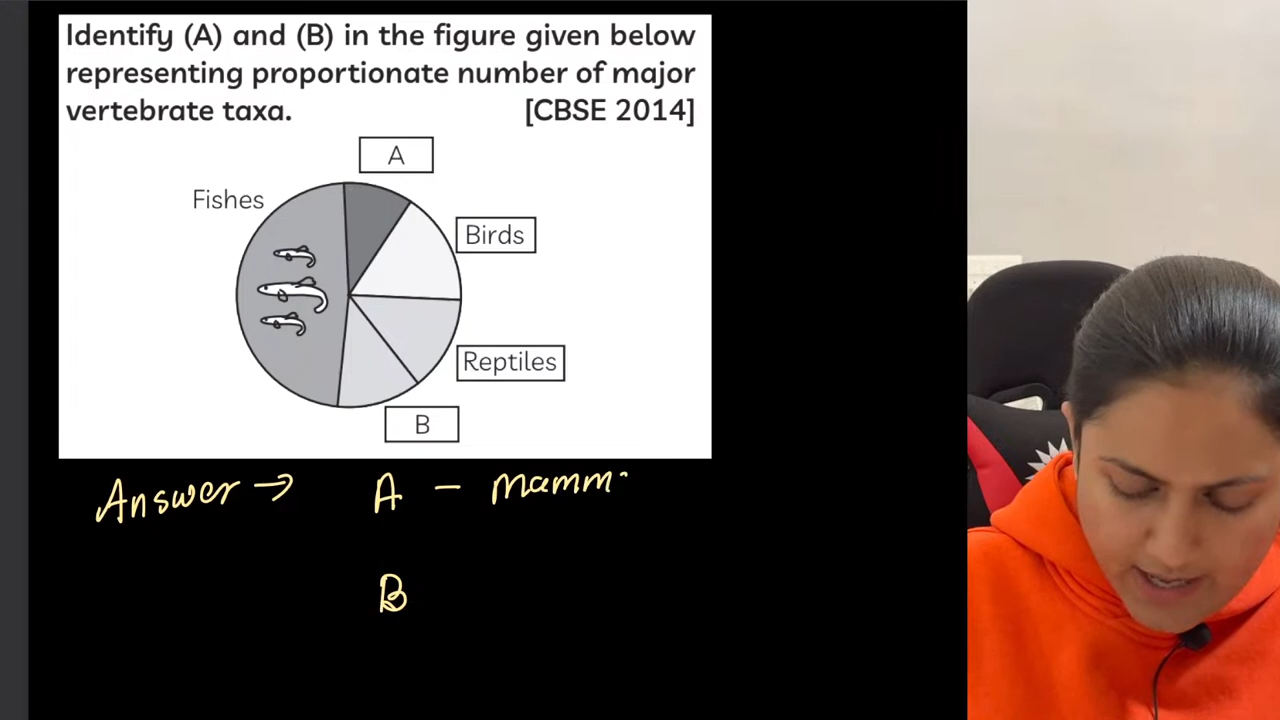 Identify (A) and (B) in the figure given below
representing proportionate number of major
vertebrate taxa. [CBSE 2014]
A
Fishes
Birds
Reptiles
B
Answer → A – mamm
B